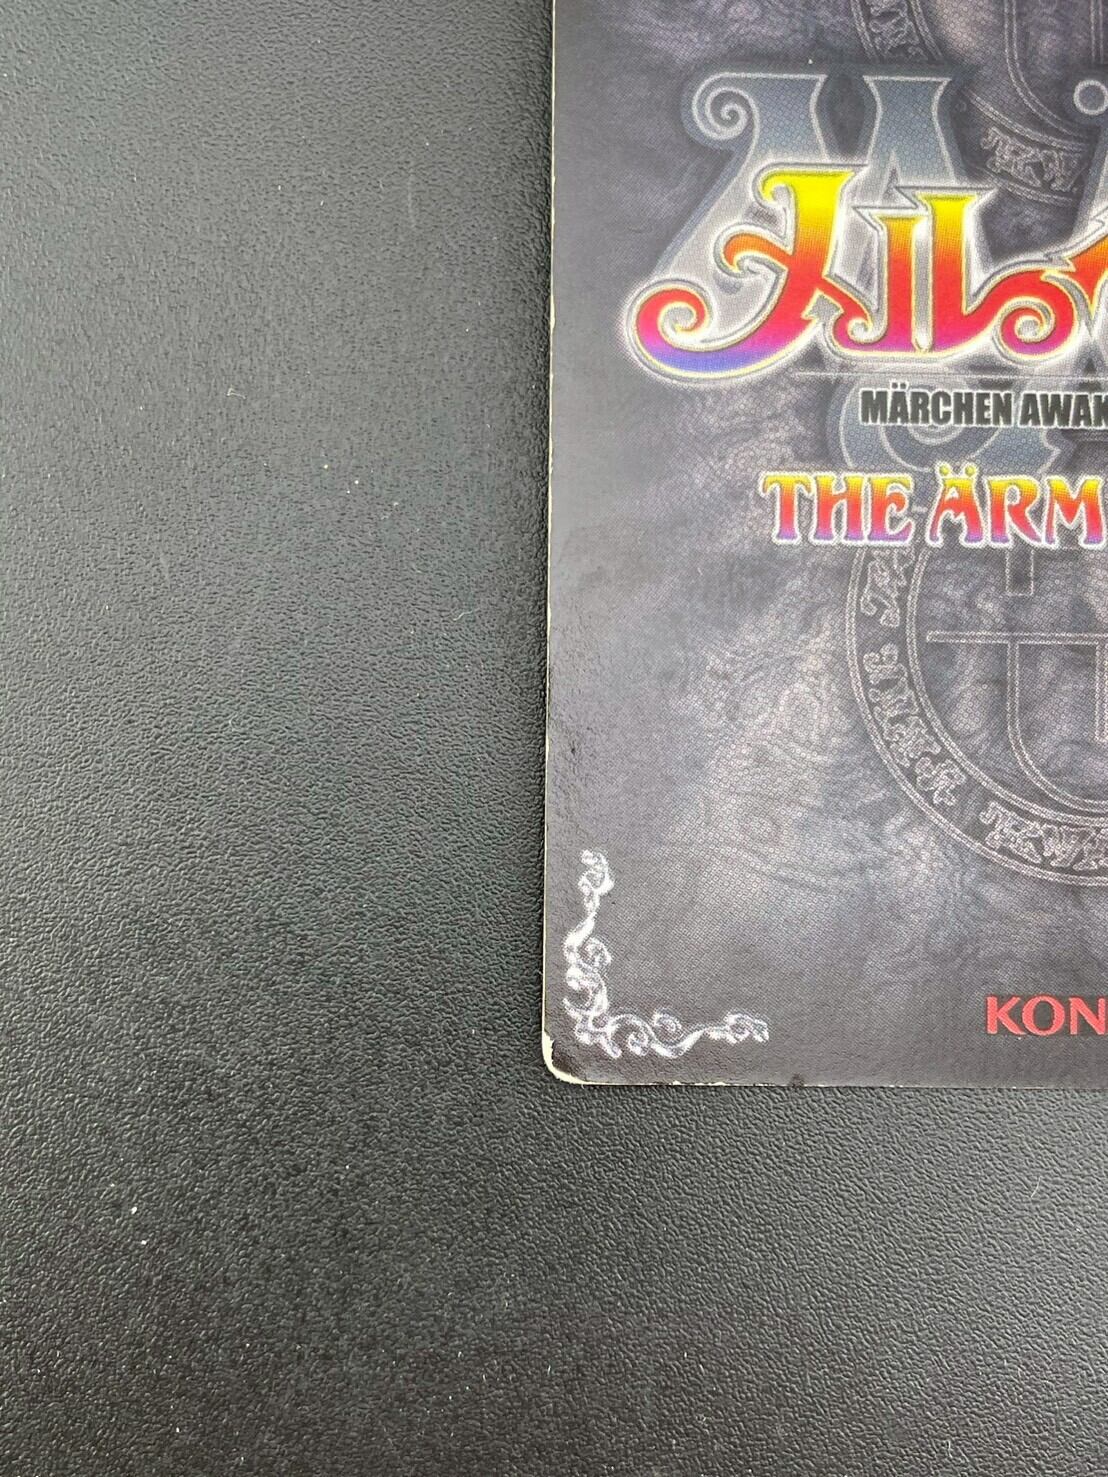 メル
MÄRCHEN AWAK
THE ÄRM
KON